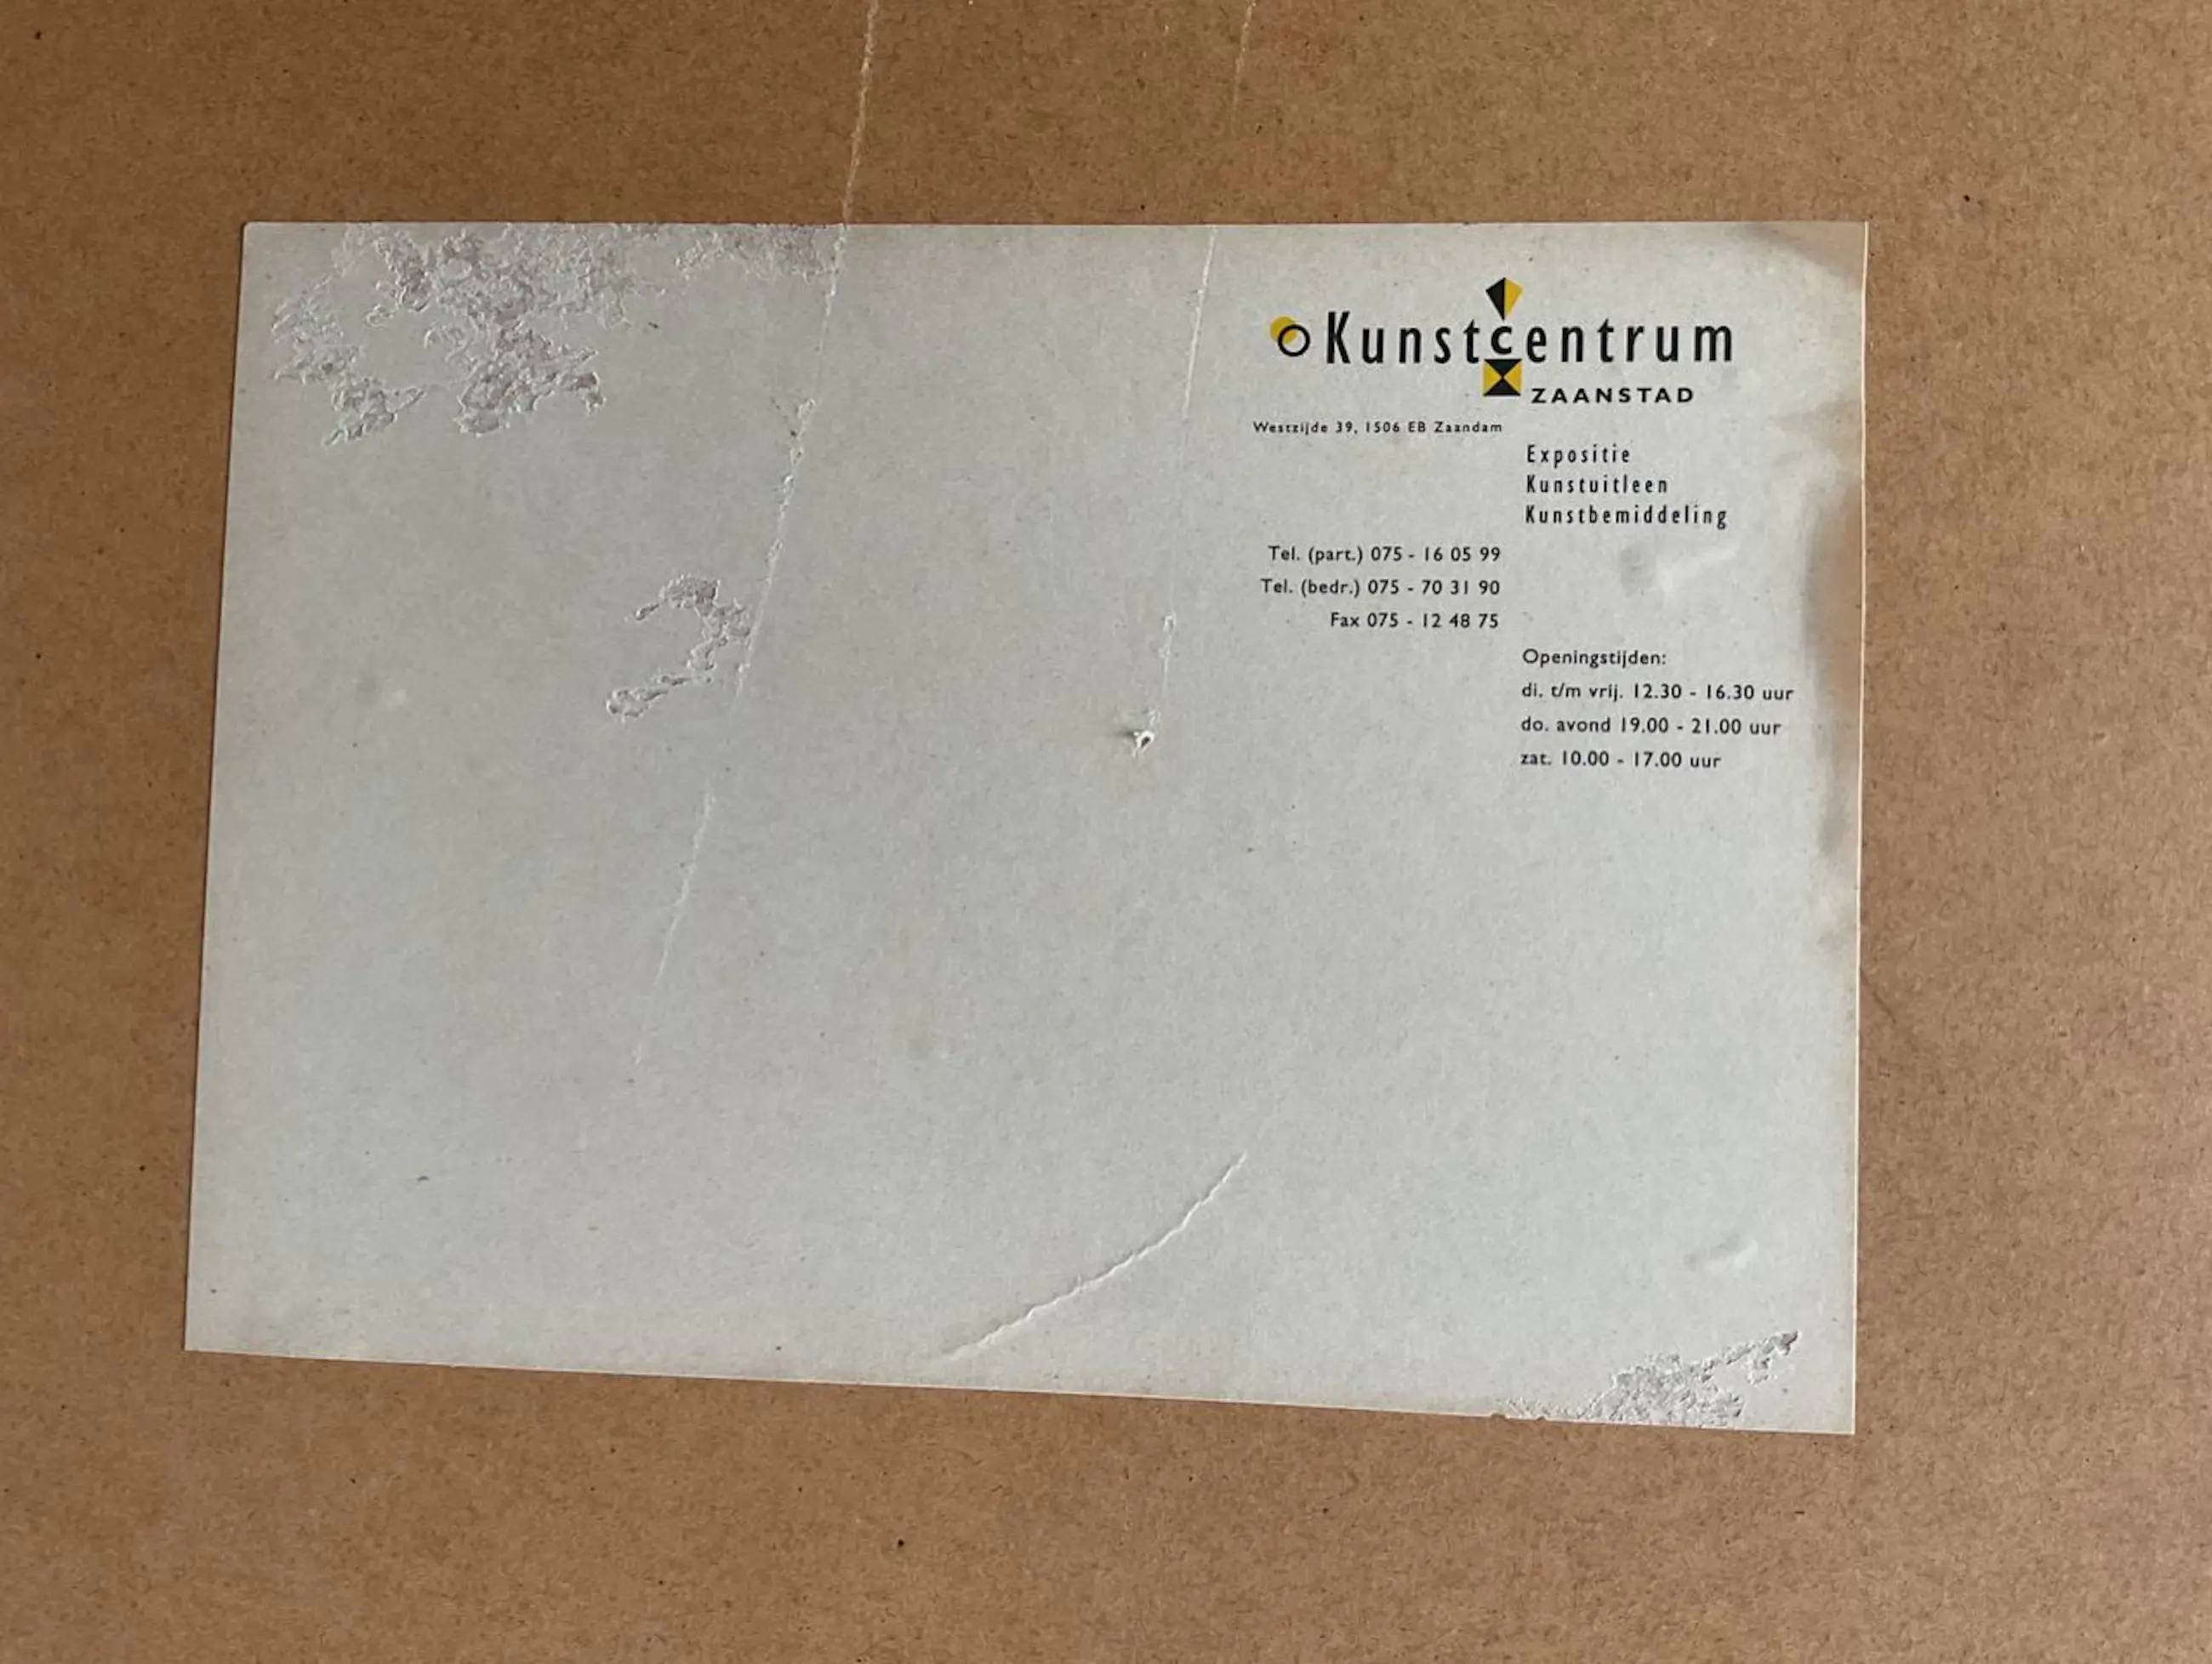 Kunstcentrum
ZAANSTAD
Westzijde 39, 1506 EB Zaandam
Expositie
Kunstuitleen
Kunstbemiddeling
Tel. (part.) 075 - 16 05 99
Tel. (bedr.) 075 - 70 31 90
Fax 075 - 12 48 75
Openingstijden:
di. t/m vrij. 12.30 - 16.30 uur
do. avond 19.00 - 21.00 uur
zat. 10.00 - 17.00 uur